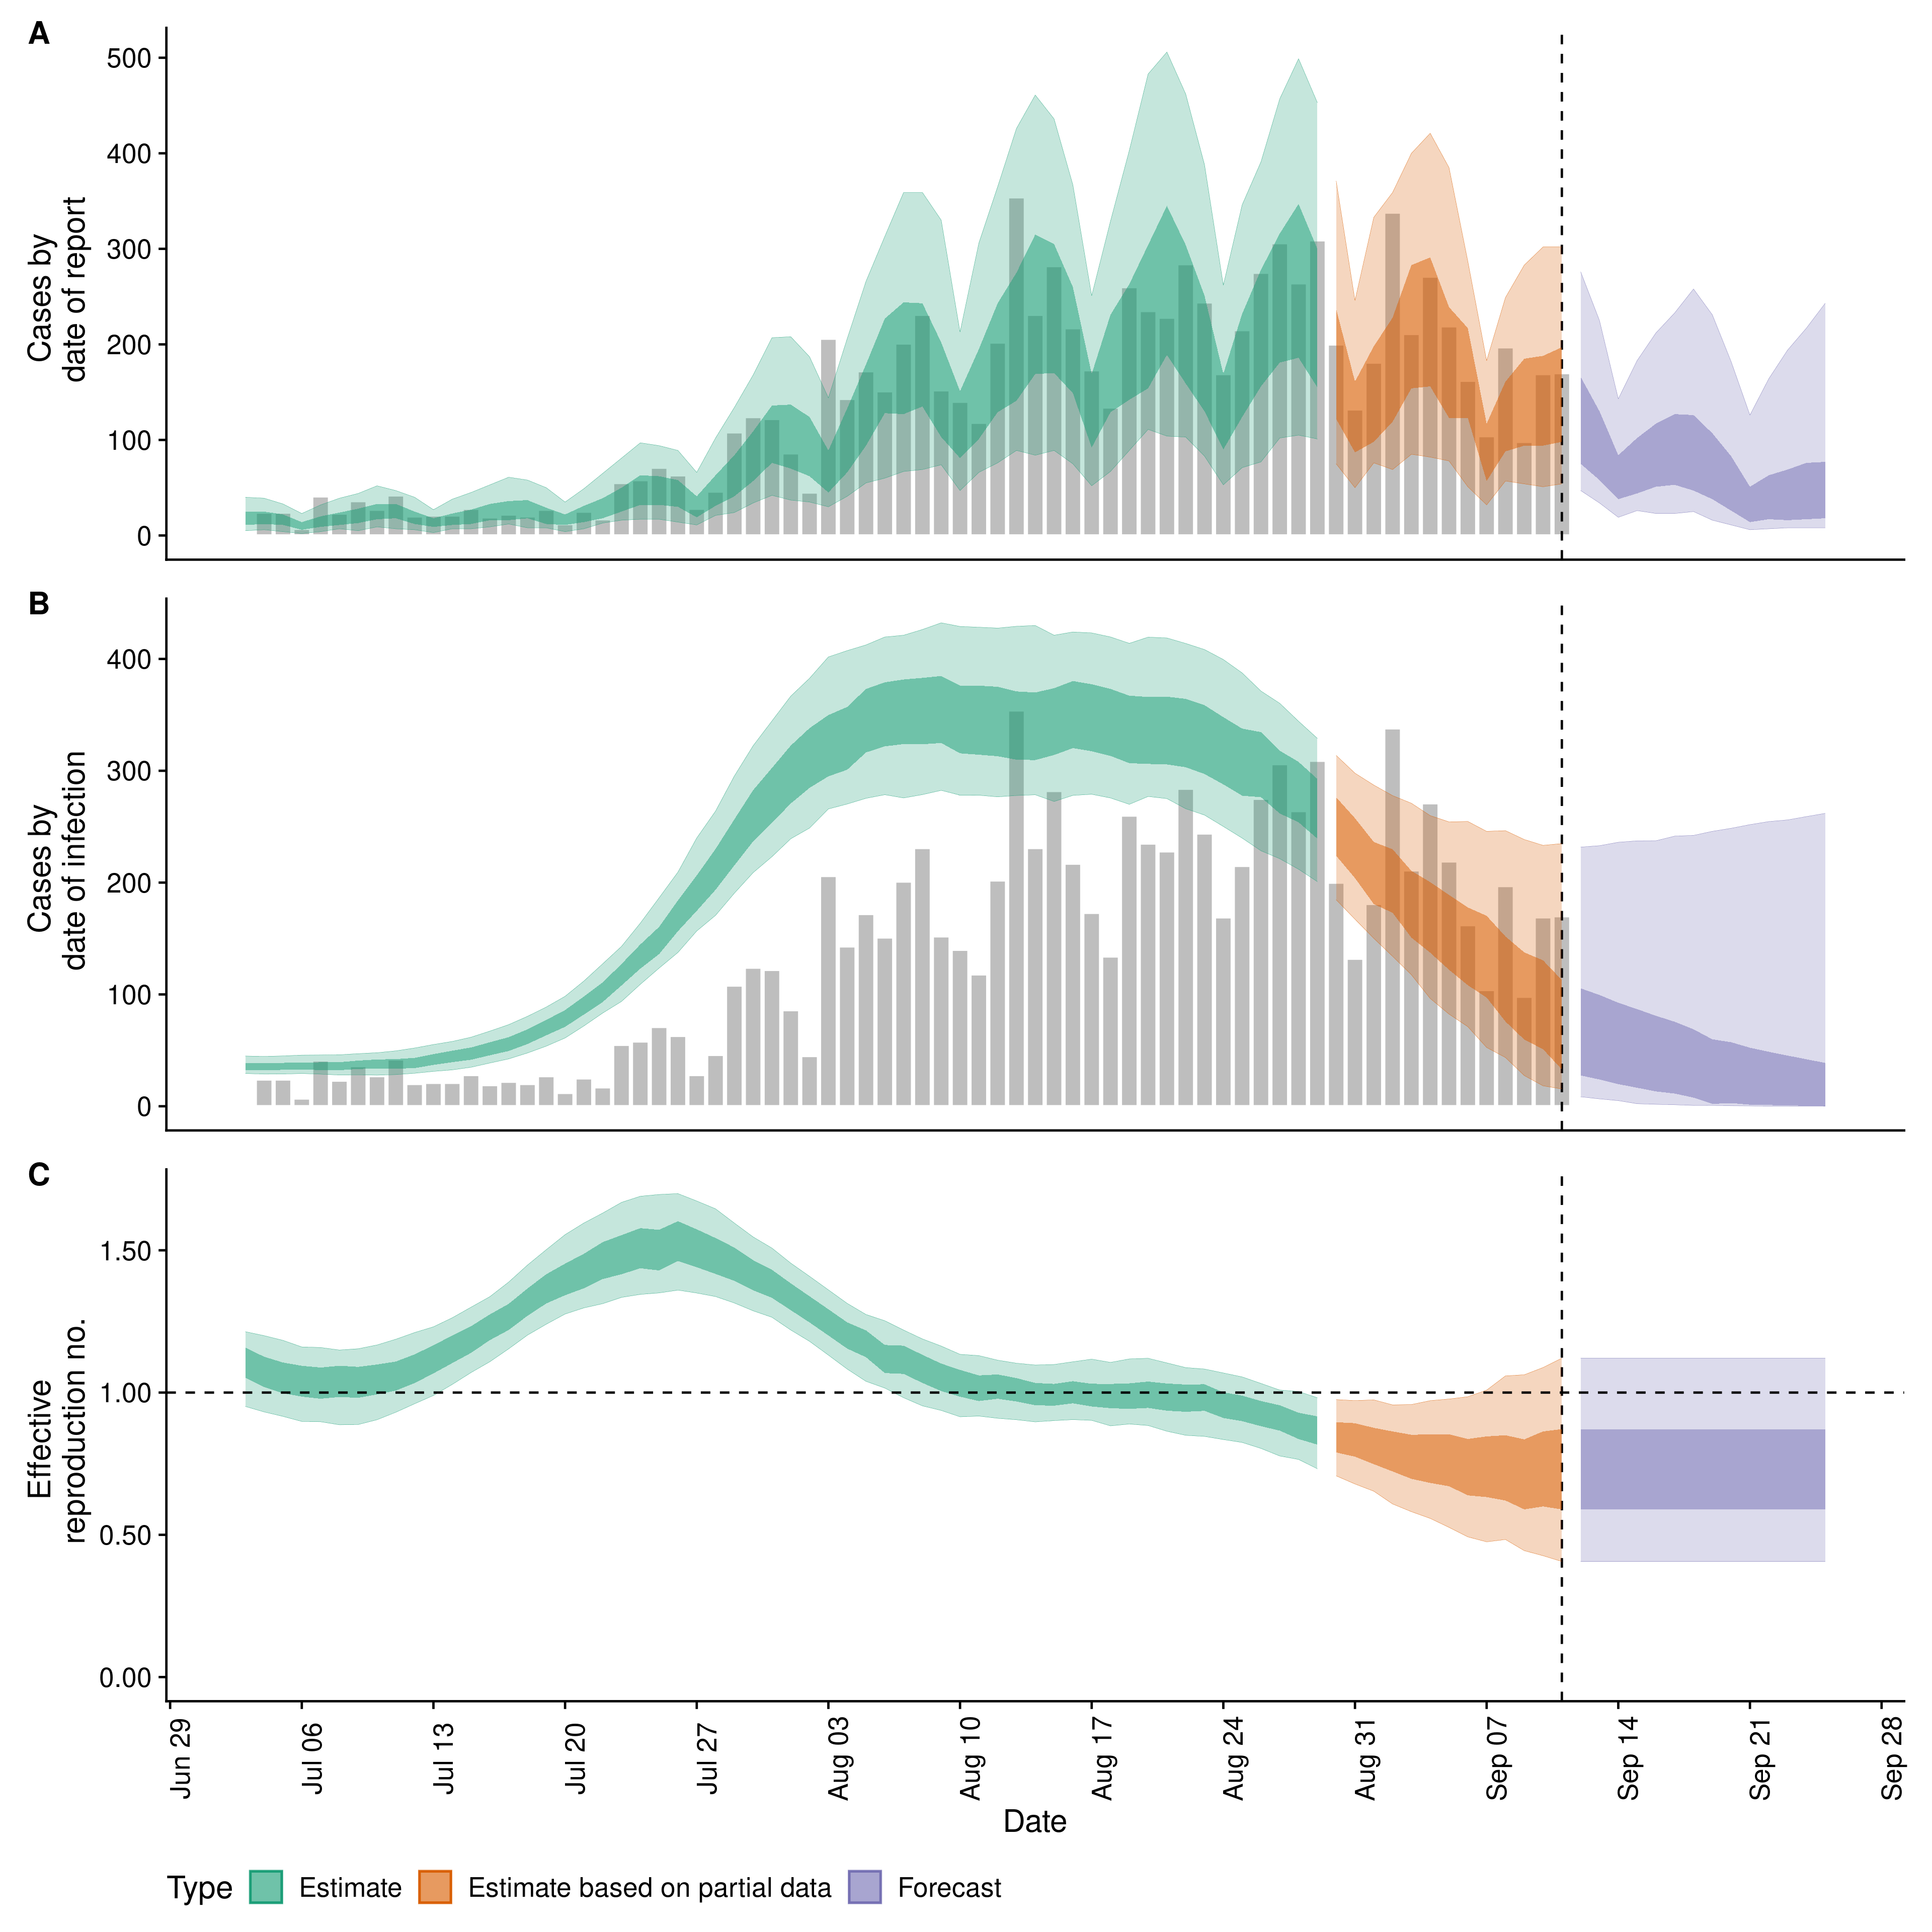 A
Cases by
date of report
500
400
300
200
100
0
B
Cases by
date of infection
400
300
200
100
0
C
Effective
reproduction no.
1.50
1.00
0.50
0.00
Jun 29
Jul 06
Jul 13
Jul 20
Jul 27
Aug 03
Aug 10
Aug 17
Aug 24
Aug 31
Sep 07
Sep 14
Sep 21
Sep 28
Date
Type Estimate Estimate based on partial data Forecast